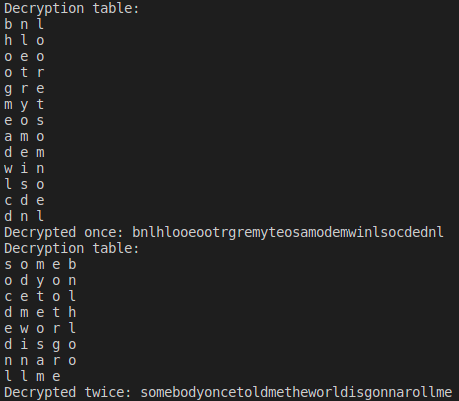 Decryption table:
b n l
h l o
o e o
o t r
g r e
m y t
e o s
a m o
d e m
w i n
l s o
c d e
d n l
Decrypted once: bnlhlooeootrgremyteosamodemwinlsocdednl
Decryption table:
s o m e b
o d y o n
c e t o l
d m e t h
e w o r l
d i s g o
n n a r o
l l m e
Decrypted twice: somebodyoncetoldmetheworldisgonnarollme